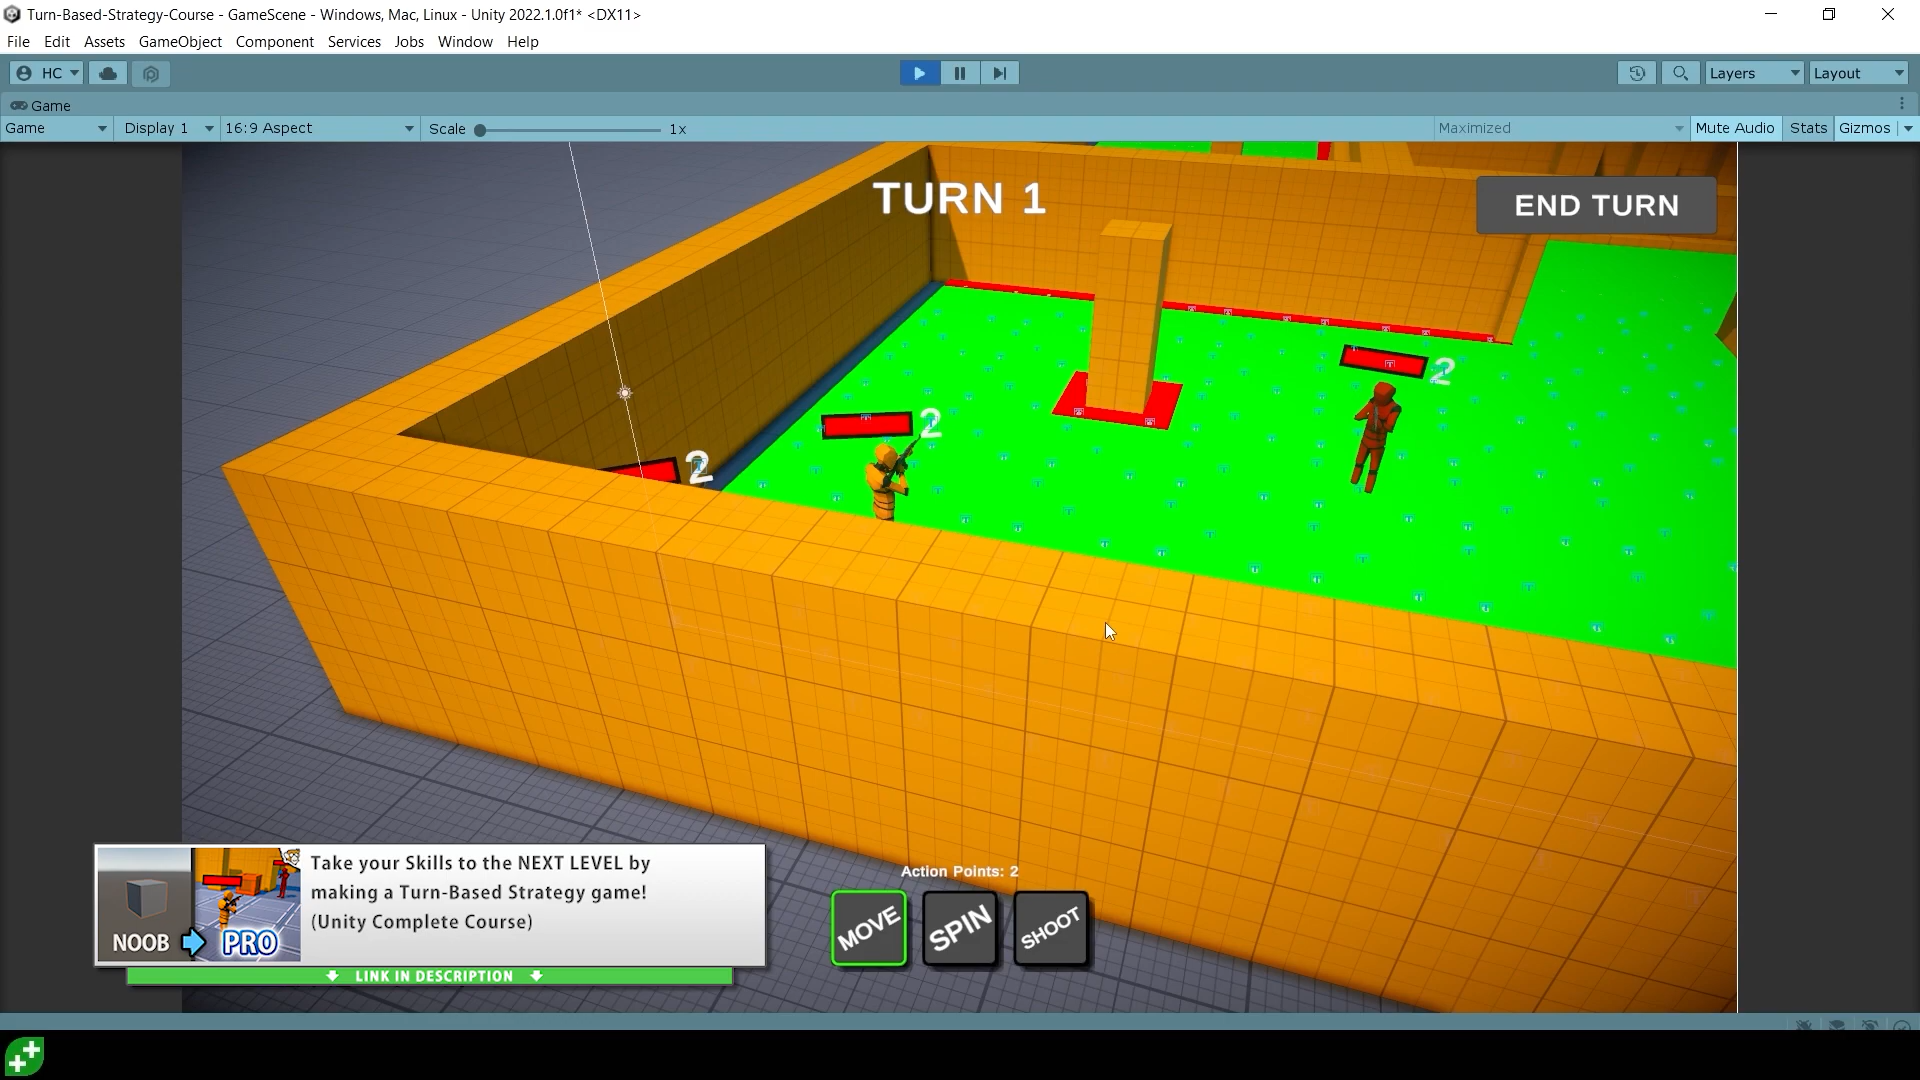 Turn-Based-Strategy-Course - GameScene - Windows, Mac, Linux - Unity 2022.1.0f1* <DX11>
File Edit Assets GameObject Component Services Jobs Window Help
HC Layers Layout
Game
Game Display 1 16:9 Aspect Scale 1x Maximized Mute Audio Stats Gizmos
TURN 1
END TURN
2
2
2
Take your Skills to the NEXT LEVEL by
making a Turn-Based Strategy game!
(Unity Complete Course)
NOOB PRO
LINK IN DESCRIPTION
Action Points: 2
MOVE SPIN SHOOT